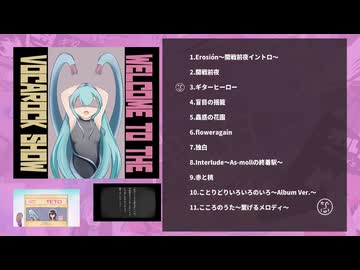 WELCOME TO THE
VOCAROCK SHOW
TETO
1.Erosión～開戦前夜イントロ～
2.開戦前夜
3.ギターヒーロー
4.盲目の揺籠
5.蠱惑の花園
6.floweragain
7.独白
8.Interlude～As-mollの終着駅～
9.赤と桃
10.ことりどりいろいろのいろ～Album Ver.～
11.こころのうた～繋げるメロディ～